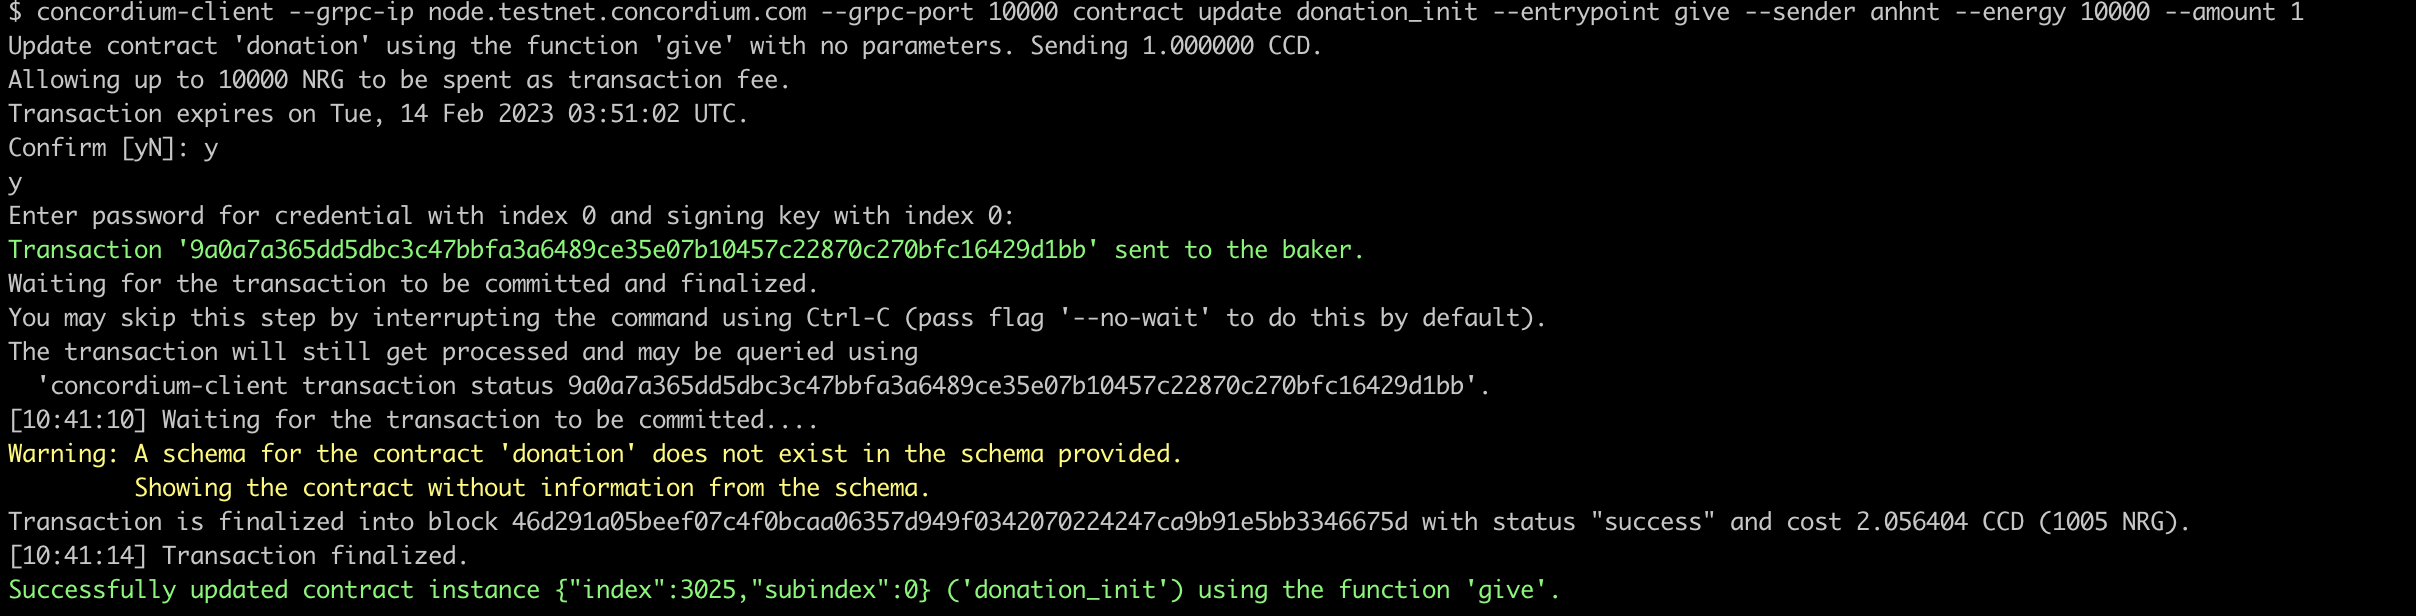 $ concordium-client --grpc-ip node.testnet.concordium.com --grpc-port 10000 contract update donation_init --entrypoint give --sender anhnt --energy 10000 --amount 1
Update contract 'donation' using the function 'give' with no parameters. Sending 1.000000 CCD.
Allowing up to 10000 NRG to be spent as transaction fee.
Transaction expires on Tue, 14 Feb 2023 03:51:02 UTC.
Confirm [yN]: y
y
Enter password for credential with index 0 and signing key with index 0:
Transaction '9a0a7a365dd5dbc3c47bbfa3a6489ce35e07b10457c22870c270bfc16429d1bb' sent to the baker.
Waiting for the transaction to be committed and finalized.
You may skip this step by interrupting the command using Ctrl-C (pass flag '--no-wait' to do this by default).
The transaction will still get processed and may be queried using
  'concordium-client transaction status 9a0a7a365dd5dbc3c47bbfa3a6489ce35e07b10457c22870c270bfc16429d1bb'.
[10:41:10] Waiting for the transaction to be committed....
Warning: A schema for the contract 'donation' does not exist in the schema provided.
         Showing the contract without information from the schema.
Transaction is finalized into block 46d291a05beef07c4f0bcaa06357d949f0342070224247ca9b91e5bb3346675d with status "success" and cost 2.056404 CCD (1005 NRG).
[10:41:14] Transaction finalized.
Successfully updated contract instance {"index":3025,"subindex":0} ('donation_init') using the function 'give'.